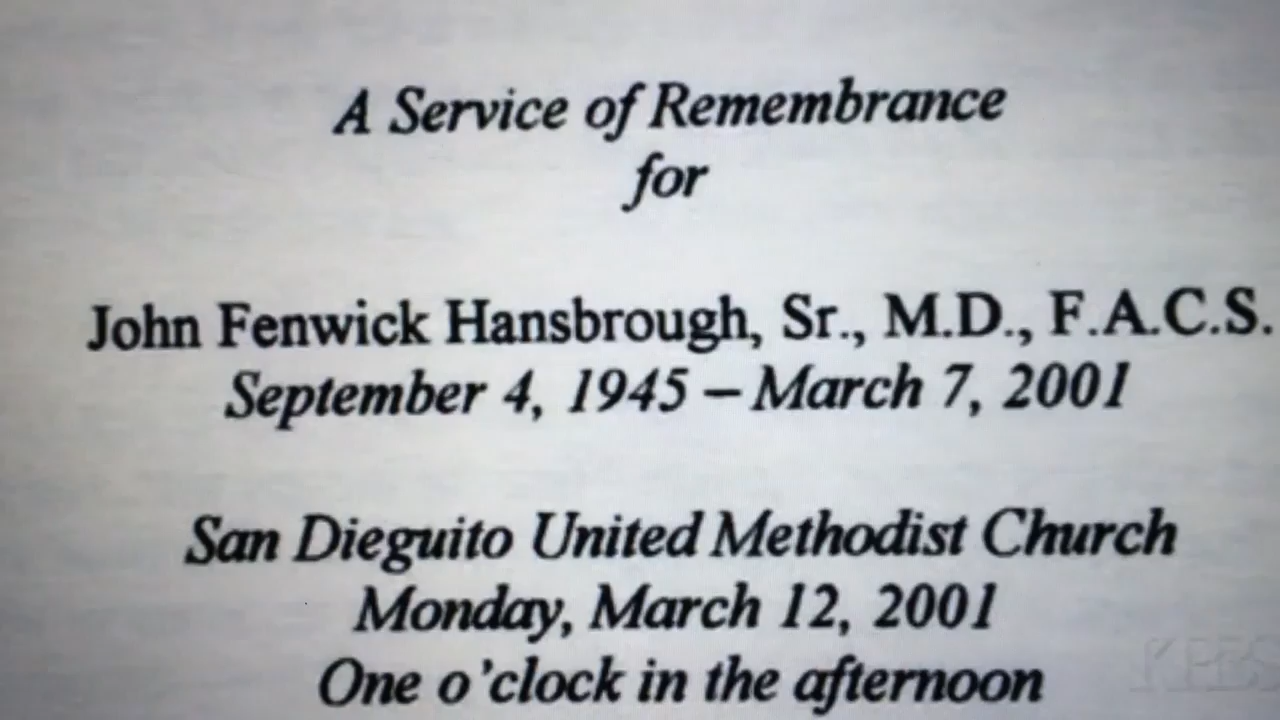 A Service of Remembrance
for
John Fenwick Hansbrough, Sr., M.D., F.A.C.S.
September 4, 1945 – March 7, 2001
San Dieguito United Methodist Church
Monday, March 12, 2001
One o'clock in the afternoon
KPBS